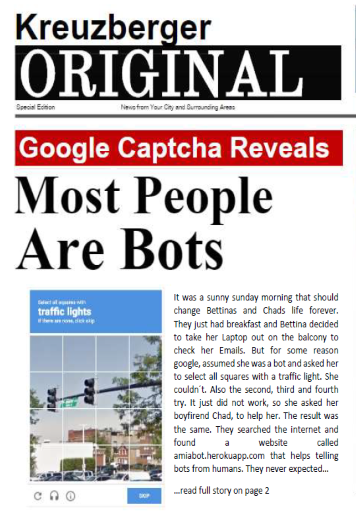 Kreuzberger
ORIGINAL
Special Edition News from Your City and Surrounding Areas
Google Captcha Reveals
Most People
Are Bots
Select all squares with
traffic lights
If there are none, click skip
SKIP
It was a sunny sunday morning that should
change Bettinas and Chads life forever.
They just had breakfast and Bettina decided
to take her Laptop out on the balcony to
check her Emails. But for some reason
google, assumed she was a bot and asked her
to select all squares with a traffic light. She
couldn´t. Also the second, third and fourth
try. It just did not work, so she asked her
boyfirend Chad, to help her. The result was
the same. They searched the internet and
found a website called
amiabot.herokuapp.com that helps telling
bots from humans. They never expected...
...read full story on page 2